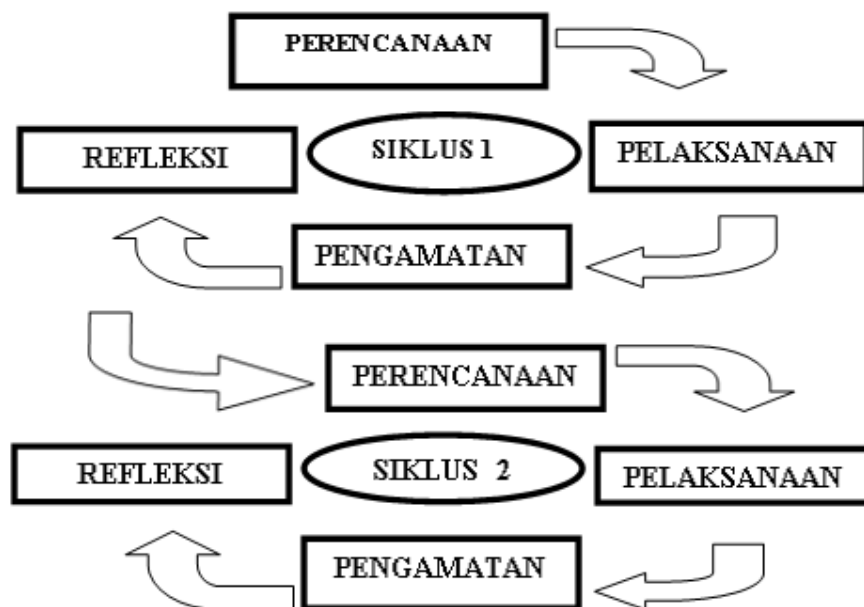 PERENCANAAN
REFLEKSI
SIKLUS 1
PELAKSANAAN
PENGAMATAN
PERENCANAAN
REFLEKSI
SIKLUS 2
PELAKSANAAN
PENGAMATAN